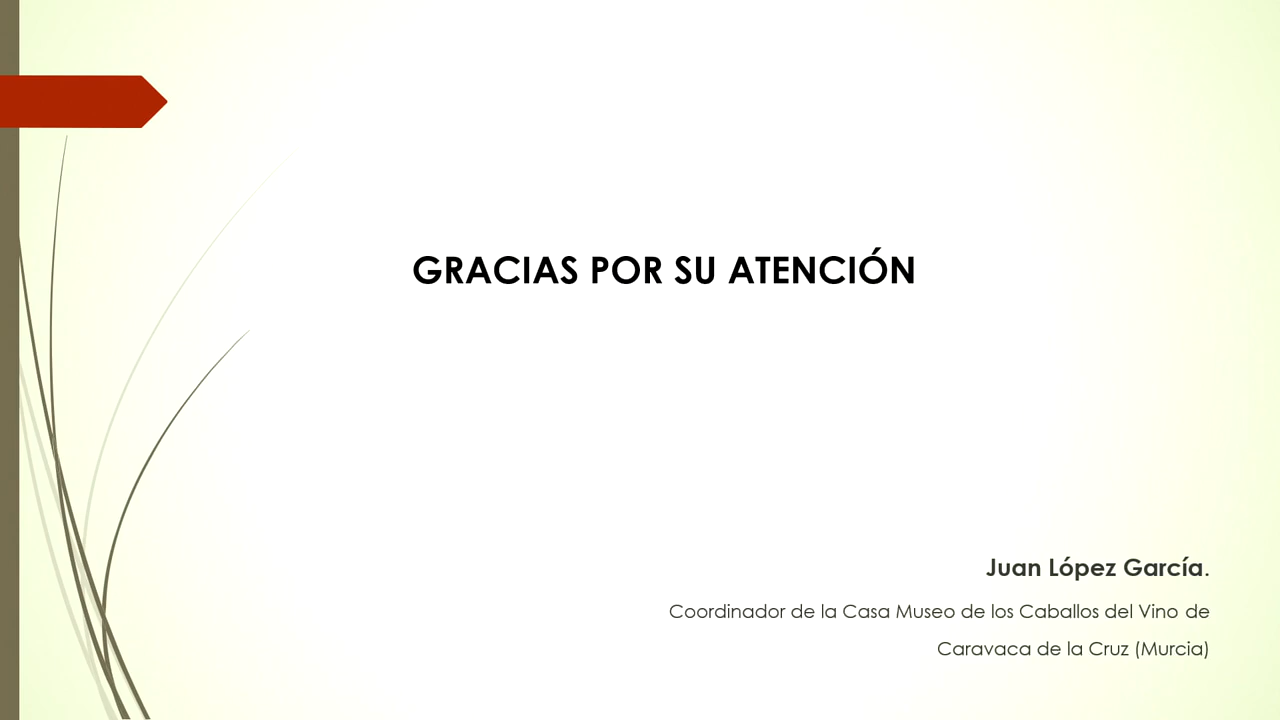 GRACIAS POR SU ATENCIÓN
Juan López García.
Coordinador de la Casa Museo de los Caballos del Vino de
Caravaca de la Cruz (Murcia)